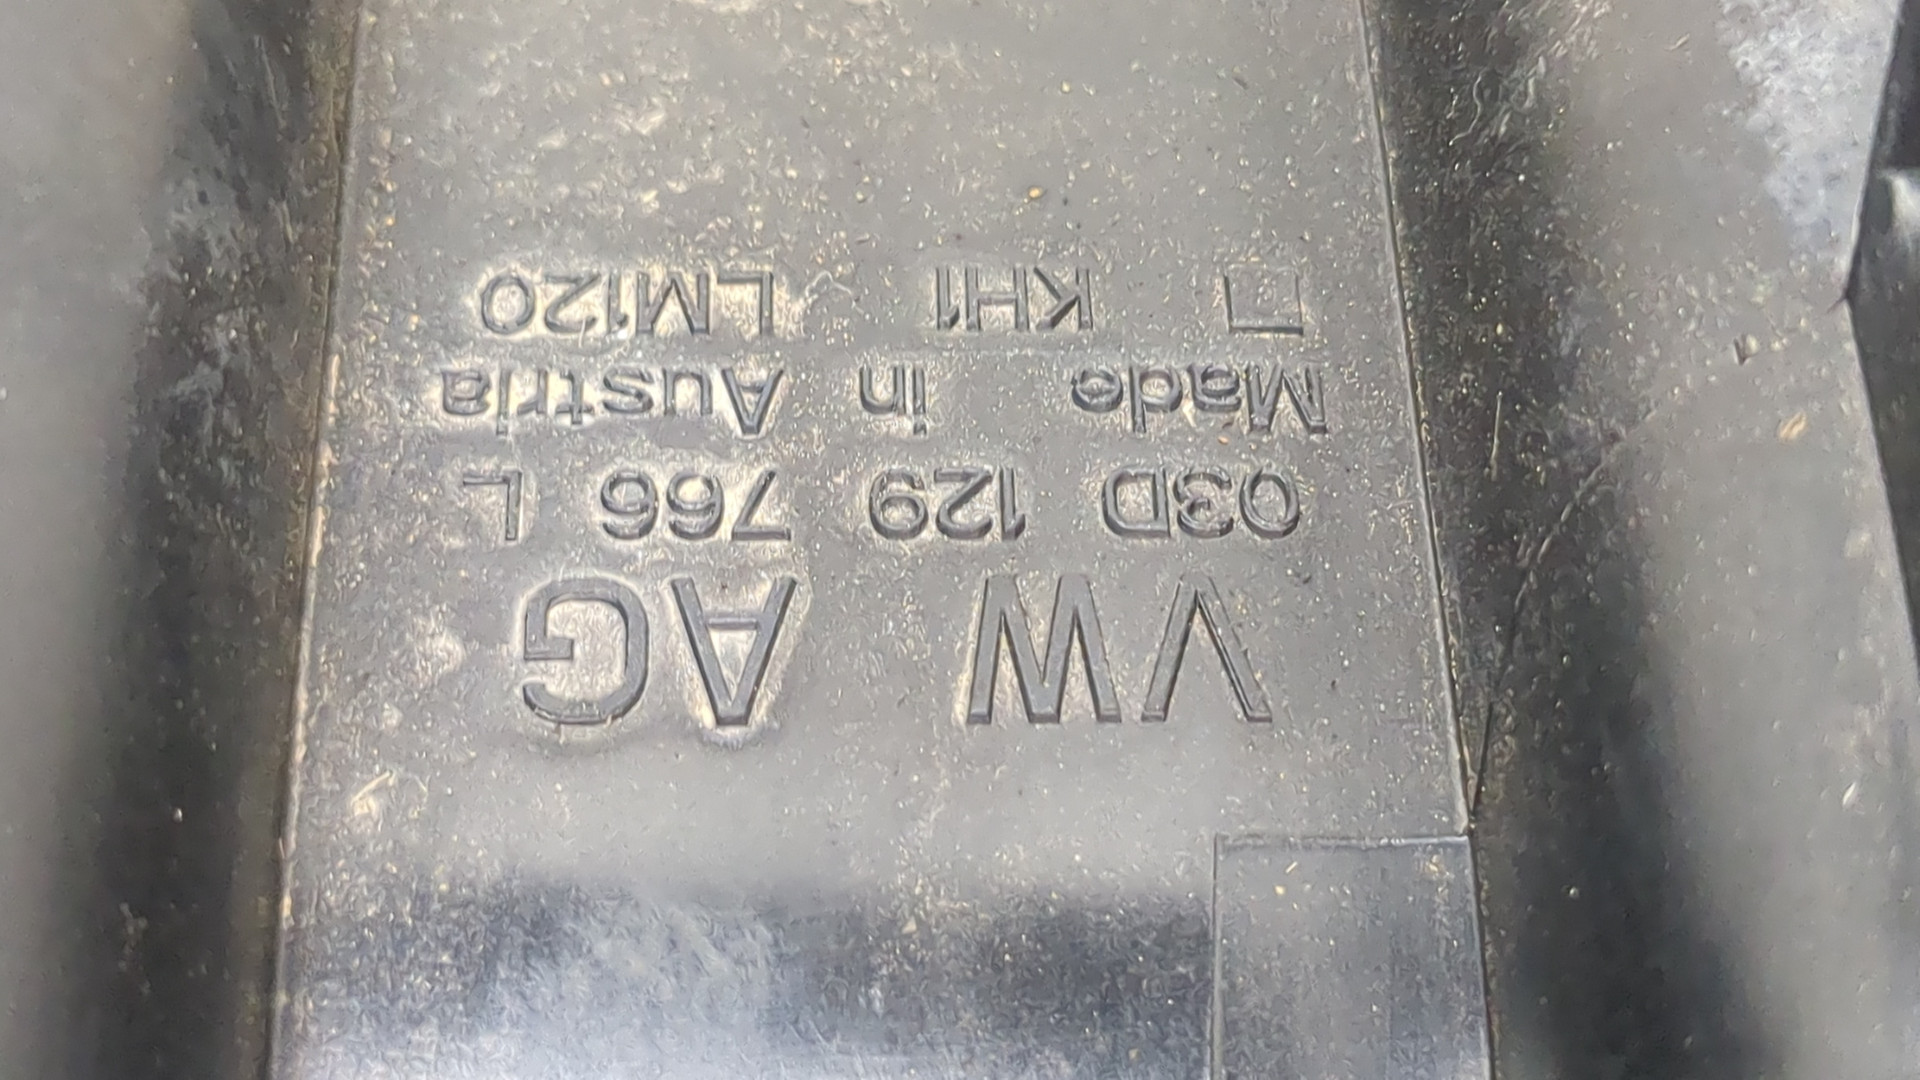 VW AG
03D 129 766 L
Made in Austria
KH1 LM120